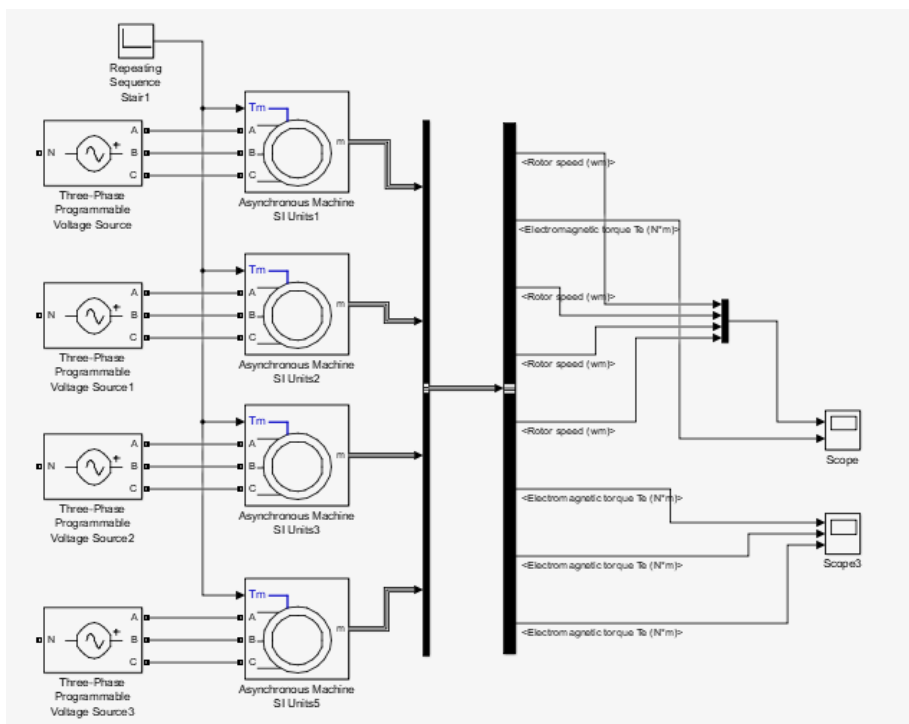 Repeating
Sequence
Stair1
Tm
A
B
C
m
N
A
B
C
Three-Phase
Programmable
Voltage Source
Asynchronous Machine
SI Units1
<Rotor speed (wm)>
<Electromagnetic torque Te (N*m)>
Tm
A
B
C
m
N
A
B
C
Three-Phase
Programmable
Voltage Source1
Asynchronous Machine
SI Units2
<Rotor speed (wm)>
<Rotor speed (wm)>
<Rotor speed (wm)>
Scope
Tm
A
B
C
m
N
A
B
C
Three-Phase
Programmable
Voltage Source2
Asynchronous Machine
SI Units3
<Electromagnetic torque Te (N*m)>
<Electromagnetic torque Te (N*m)>
<Electromagnetic torque Te (N*m)>
Scope3
Tm
A
B
C
m
N
A
B
C
Three-Phase
Programmable
Voltage Source3
Asynchronous Machine
SI Units5